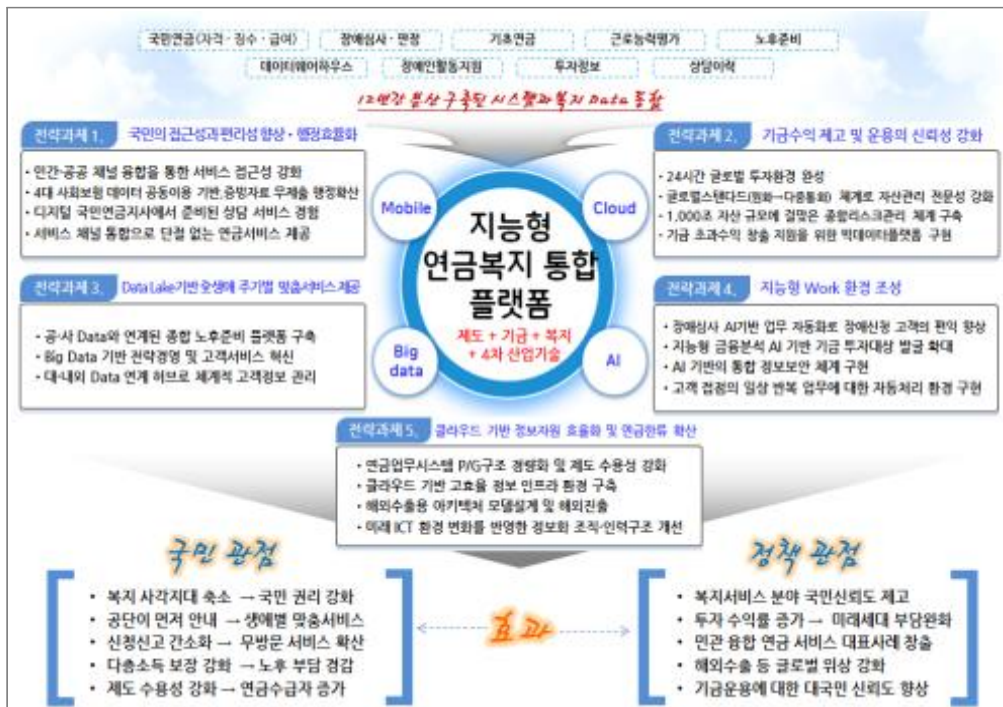 국민연금(자격·징수·급여) 장애심사·판정 기초연금 근로능력평가 노후준비
데이터웨어하우스 장애인활동지원 투자정보 상담이력
12년간 분산 구축된 시스템과 복지 Data 통합
전략과제 1. 국민의 접근성과 편리성 향상·행정효율화
• 민간·공공 채널 융합을 통한 서비스 접근성 강화
• 4대 사회보험 데이터 공동이용 기반, 증빙자료 무제출 행정확산
• 디지털 국민연금지사에서 준비된 상담 서비스 경험
• 서비스 채널 통합으로 단절 없는 연금서비스 제공
전략과제 2. 기금수익 제고 및 운용의 신뢰성 강화
• 24시간 글로벌 투자환경 완성
• 글로벌스탠다드(원화→다중통화) 체계로 자산관리 전문성 강화
• 1,000조 자산 규모에 걸맞은 종합리스크관리 체계 구축
• 기금 초과수익 창출 지원을 위한 빅데이터플랫폼 구현
Mobile
Cloud
지능형
연금복지 통합
플랫폼
제도 + 기금 + 복지
+ 4차 산업기술
Big
data
AI
전략과제 3. Data Lake기반 全생애 주기별 맞춤서비스 제공
• 공·사 Data와 연계된 종합 노후준비 플랫폼 구축
• Big Data 기반 전략경영 및 고객서비스 혁신
• 대·내외 Data 연계 허브로 체계적 고객정보 관리
전략과제 4. 지능형 Work 환경 조성
• 장애심사 AI기반 업무 자동화로 장애신청 고객의 편익 향상
• 지능형 금융분석 AI 기반 기금 투자대상 발굴 확대
• AI 기반의 통합 정보보안 체계 구현
• 고객 접점의 일상 반복 업무에 대한 자동처리 환경 구현
전략과제 5. 클라우드 기반 정보자원 효율화 및 연금한류 확산
• 연금업무시스템 P/G구조 경량화 및 제도 수용성 강화
• 클라우드 기반 고효율 정보 인프라 환경 구축
• 해외수출용 아키텍처 모델설계 및 해외진출
• 미래 ICT 환경 변화를 반영한 정보화 조직·인력구조 개선
국민 관점
• 복지 사각지대 축소 → 국민 권리 강화
• 공단이 먼저 안내 → 생애별 맞춤서비스
• 신청신고 간소화 → 무방문 서비스 확산
• 다층소득 보장 강화 → 노후 부담 경감
• 제도 수용성 강화 → 연금수급자 증가
효과
정책 관점
• 복지서비스 분야 국민신뢰도 제고
• 투자 수익률 증가 → 미래세대 부담완화
• 민관 융합 연금 서비스 대표사례 창출
• 해외수출 등 글로벌 위상 강화
• 기금운용에 대한 대국민 신뢰도 향상